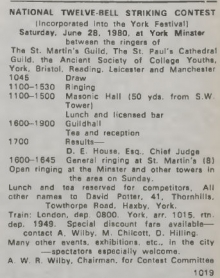 NATIONAL TWELVE-BELL STRIKING CONTEST
(Incorporated into the York Festival)
Saturday, June 28, 1980, at York Minster
between the ringers of
The St. Martin's Guild, The St. Paul's Cathedral
Guild, the Ancient Society of College Youths,
York, Bristol, Reading, Leicester and Manchester
1045 Draw
1100—1530 Ringing
1100—1500 Masonic Hall (50 yds. from S.W.
Tower)
Lunch and licensed bar
1600—1900 Guildhall
Tea and reception
1700 Results—
D. E. House, Esq., Chief Judge
1600—1645 General ringing at St. Martin's (8)
Open ringing at the Minster and other towers in
the area on Sunday.
Lunch and tea reserved for competitors. All
other names to David Potter, 41, Thornhills,
Towthorpe Road, Haxby, York.
Train: London, dep. 0800. York, arr. 1015, rtn.
dep. 1949. Special discount fare available—
contact A. Wilby, M. Chilcott, D. Hilling.
Many other events, exhibitions, etc., in the city
—spectators especially welcome.
A. W. R. Wilby, Chairman, for Contest Committee
1019